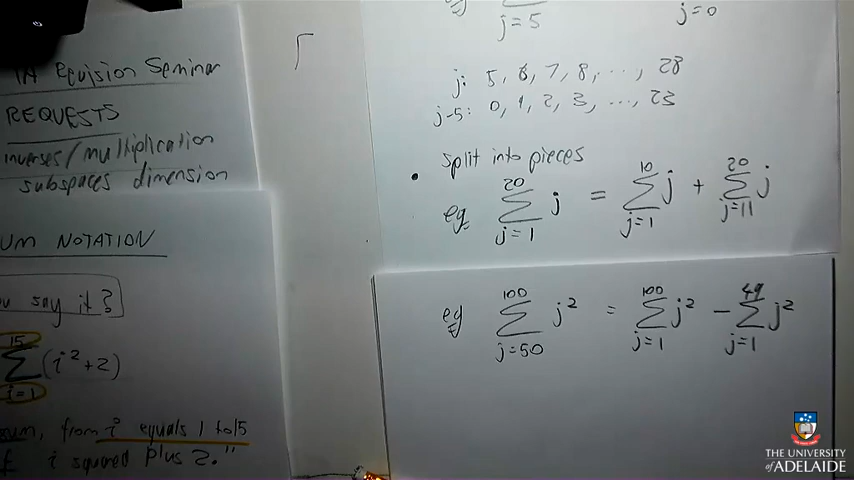 Revision Seminar
REQUESTS
inverses/multiplication
subspaces dimension
UM NOTATION
say it?
15
∑ (i² + 2)
i=1
sum, from i equals 1 to 15
i squared plus 2."
j=5 j=0
j: 5, 6, 7, 8, ..., 28
j-5: 0, 1, 2, 3, ..., 23
• split into pieces
20 10 20
eg ∑ j = ∑ j + ∑ j
j=1 j=1 j=11
100 100 49
eg ∑ j² = ∑ j² - ∑ j²
j=50 j=1 j=1
THE UNIVERSITY
of ADELAIDE